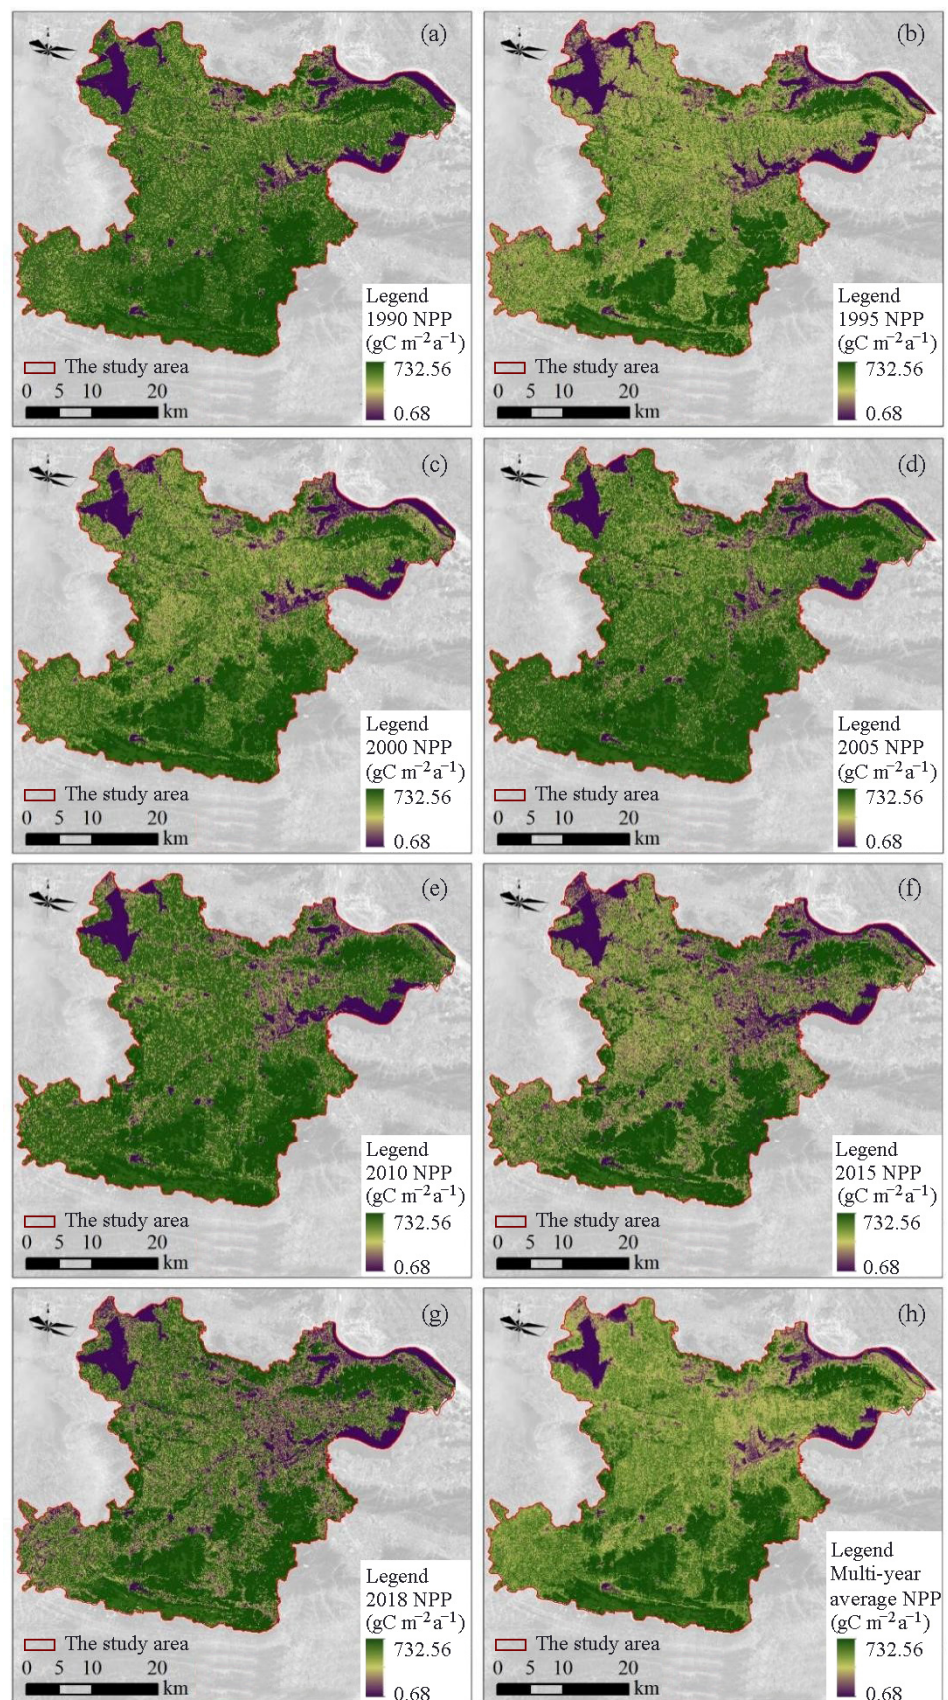 (a)
Legend
1990 NPP
(gC m⁻²a⁻¹)
732.56
0.68
The study area
0 5 10 20
km
(b)
Legend
1995 NPP
(gC m⁻²a⁻¹)
732.56
0.68
The study area
0 5 10 20
km
(c)
Legend
2000 NPP
(gC m⁻²a⁻¹)
732.56
0.68
The study area
0 5 10 20
km
(d)
Legend
2005 NPP
(gC m⁻²a⁻¹)
732.56
0.68
The study area
0 5 10 20
km
(e)
Legend
2010 NPP
(gC m⁻²a⁻¹)
732.56
0.68
The study area
0 5 10 20
km
(f)
Legend
2015 NPP
(gC m⁻²a⁻¹)
732.56
0.68
The study area
0 5 10 20
km
(g)
Legend
2018 NPP
(gC m⁻²a⁻¹)
732.56
0.68
The study area
0 5 10 20
km
(h)
Legend
Multi-year
average NPP
(gC m⁻²a⁻¹)
732.56
0.68
The study area
0 5 10 20
km